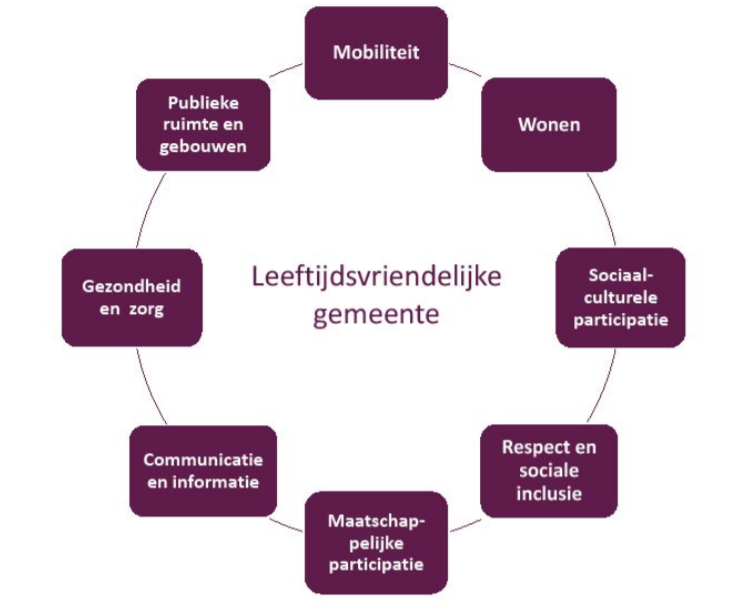 Mobiliteit
Wonen
Sociaal-
culturele
participatie
Respect en
sociale
inclusie
Maatschap-
pelijke
participatie
Communicatie
en informatie
Gezondheid
en zorg
Publieke
ruimte en
gebouwen
Leeftijdsvriendelijke
gemeente